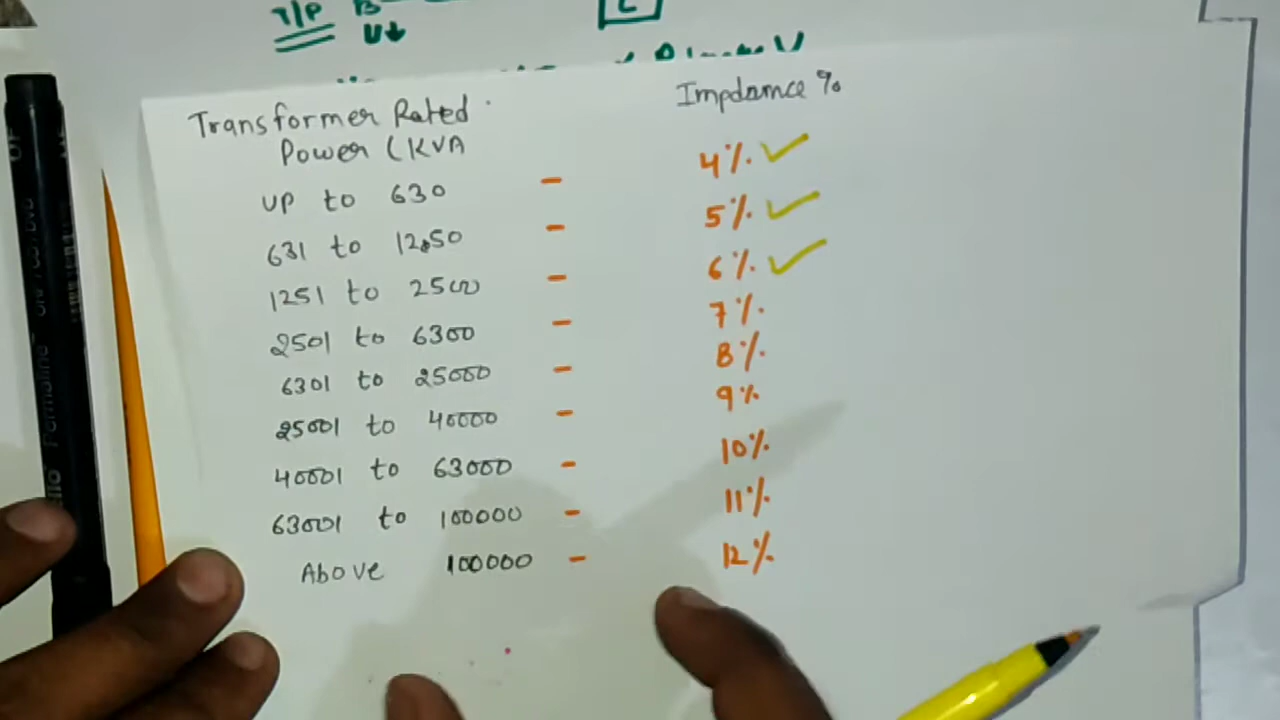 I/P B
U↓ L
Transformer Rated Impdamce %
Power (KVA
UP to 630 - 4%
631 to 1250 - 5%
1251 to 2500 - 6%
2501 to 6300 - 7%
6301 to 25000 - 8%
25001 to 40000 - 9%
40001 to 63000 - 10%
63001 to 100000 - 11%
Above 100000 - 12%